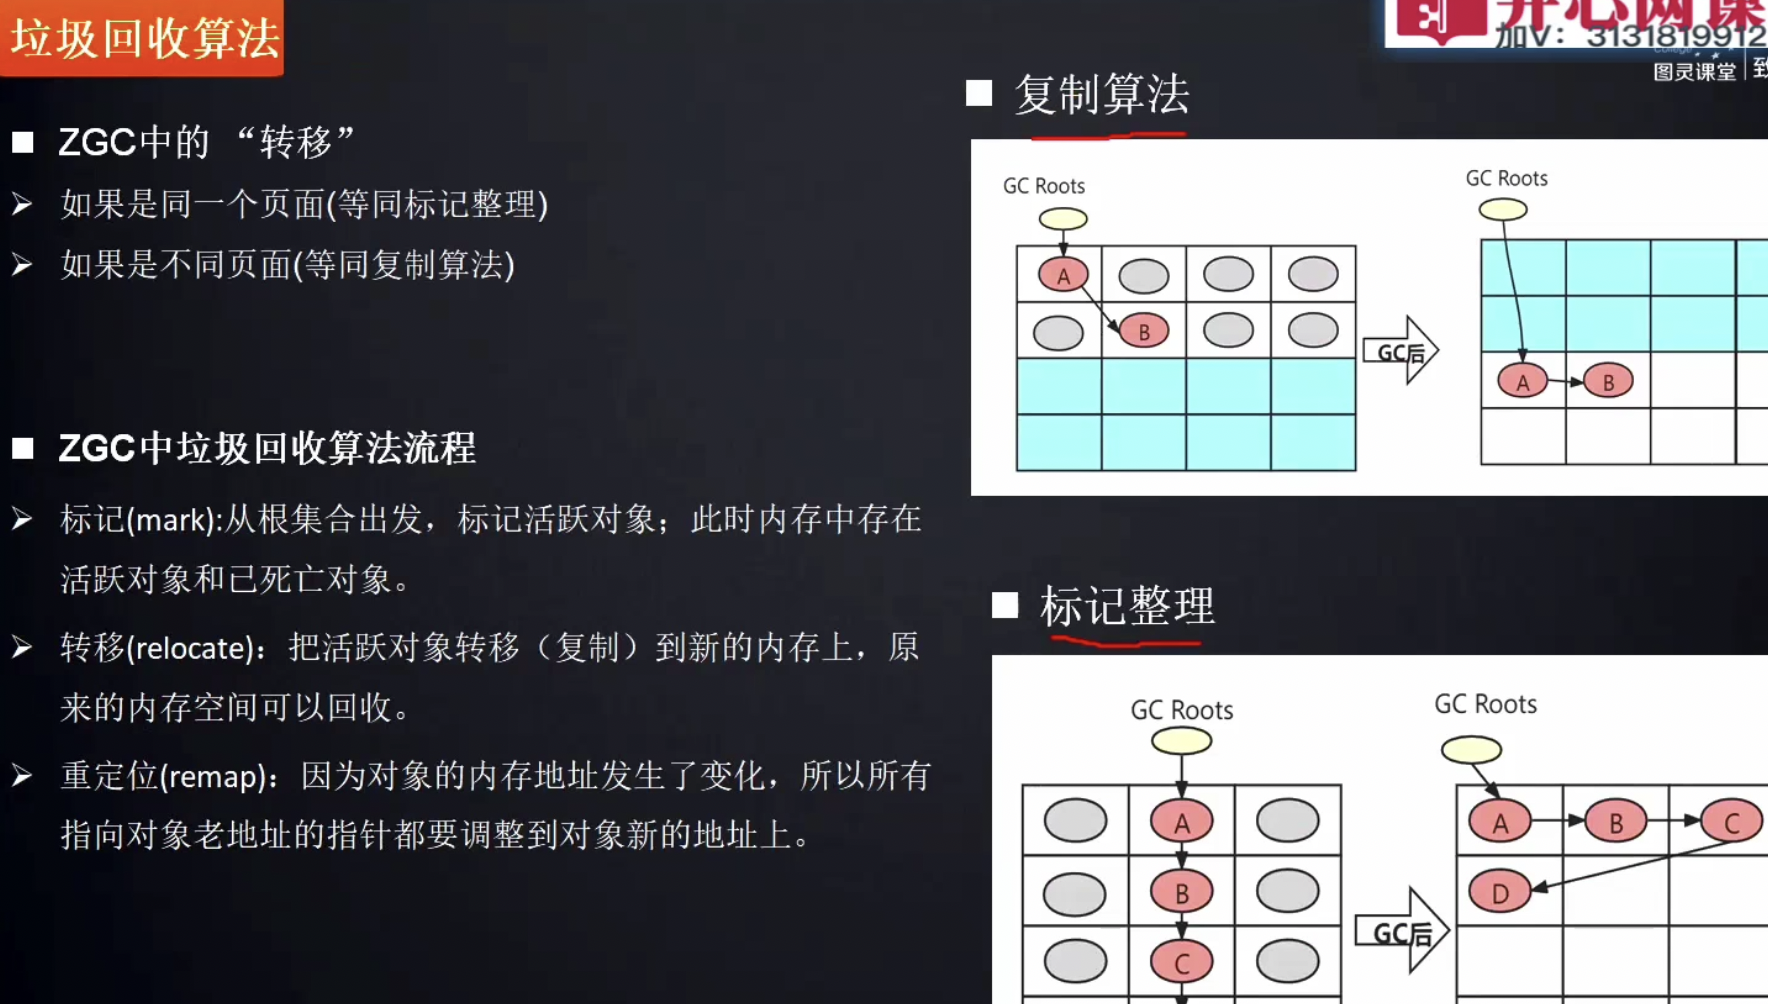 垃圾回收算法
开心网课
加V：3131819912
图灵课堂
■ ZGC中的 “转移”
➢ 如果是同一个页面(等同标记整理)
➢ 如果是不同页面(等同复制算法)
■ ZGC中垃圾回收算法流程
➢ 标记(mark):从根集合出发，标记活跃对象；此时内存中存在
活跃对象和已死亡对象。
➢ 转移(relocate)：把活跃对象转移（复制）到新的内存上，原
来的内存空间可以回收。
➢ 重定位(remap)：因为对象的内存地址发生了变化，所以所有
指向对象老地址的指针都要调整到对象新的地址上。
■ 复制算法
GC Roots
A
B
GC后
GC Roots
A B
■ 标记整理
GC Roots
A
B
C
GC后
GC Roots
A B C
D